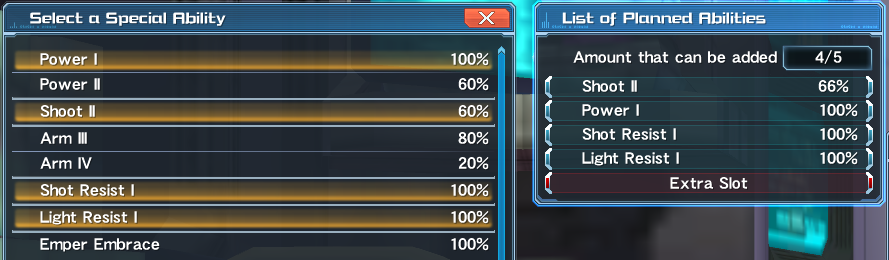 Select a Special Ability
Power I 100%
Power II 60%
Shoot II 60%
Arm III 80%
Arm IV 20%
Shot Resist I 100%
Light Resist I 100%
Emper Embrace 100%
List of Planned Abilities
Amount that can be added 4/5
Shoot II 66%
Power I 100%
Shot Resist I 100%
Light Resist I 100%
Extra Slot